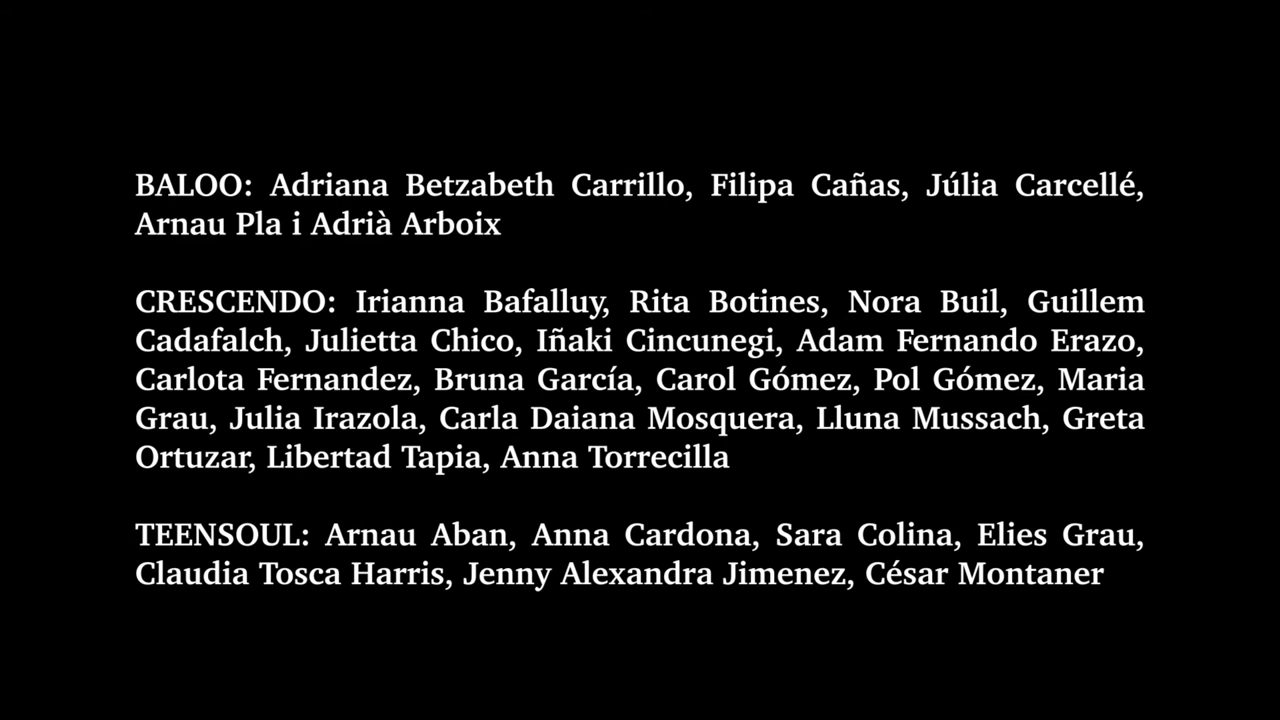 BALOO: Adriana Betzabeth Carrillo, Filipa Cañas, Júlia Carcellé,
Arnau Pla i Adrià Arboix
CRESCENDO: Irianna Bafalluy, Rita Botines, Nora Buil, Guillem
Cadafalch, Julietta Chico, Iñaki Cincunegi, Adam Fernando Erazo,
Carlota Fernandez, Bruna García, Carol Gómez, Pol Gómez, Maria
Grau, Julia Irazola, Carla Daiana Mosquera, Lluna Mussach, Greta
Ortuzar, Libertad Tapia, Anna Torrecilla
TEENSOUL: Arnau Aban, Anna Cardona, Sara Colina, Elies Grau,
Claudia Tosca Harris, Jenny Alexandra Jimenez, César Montaner